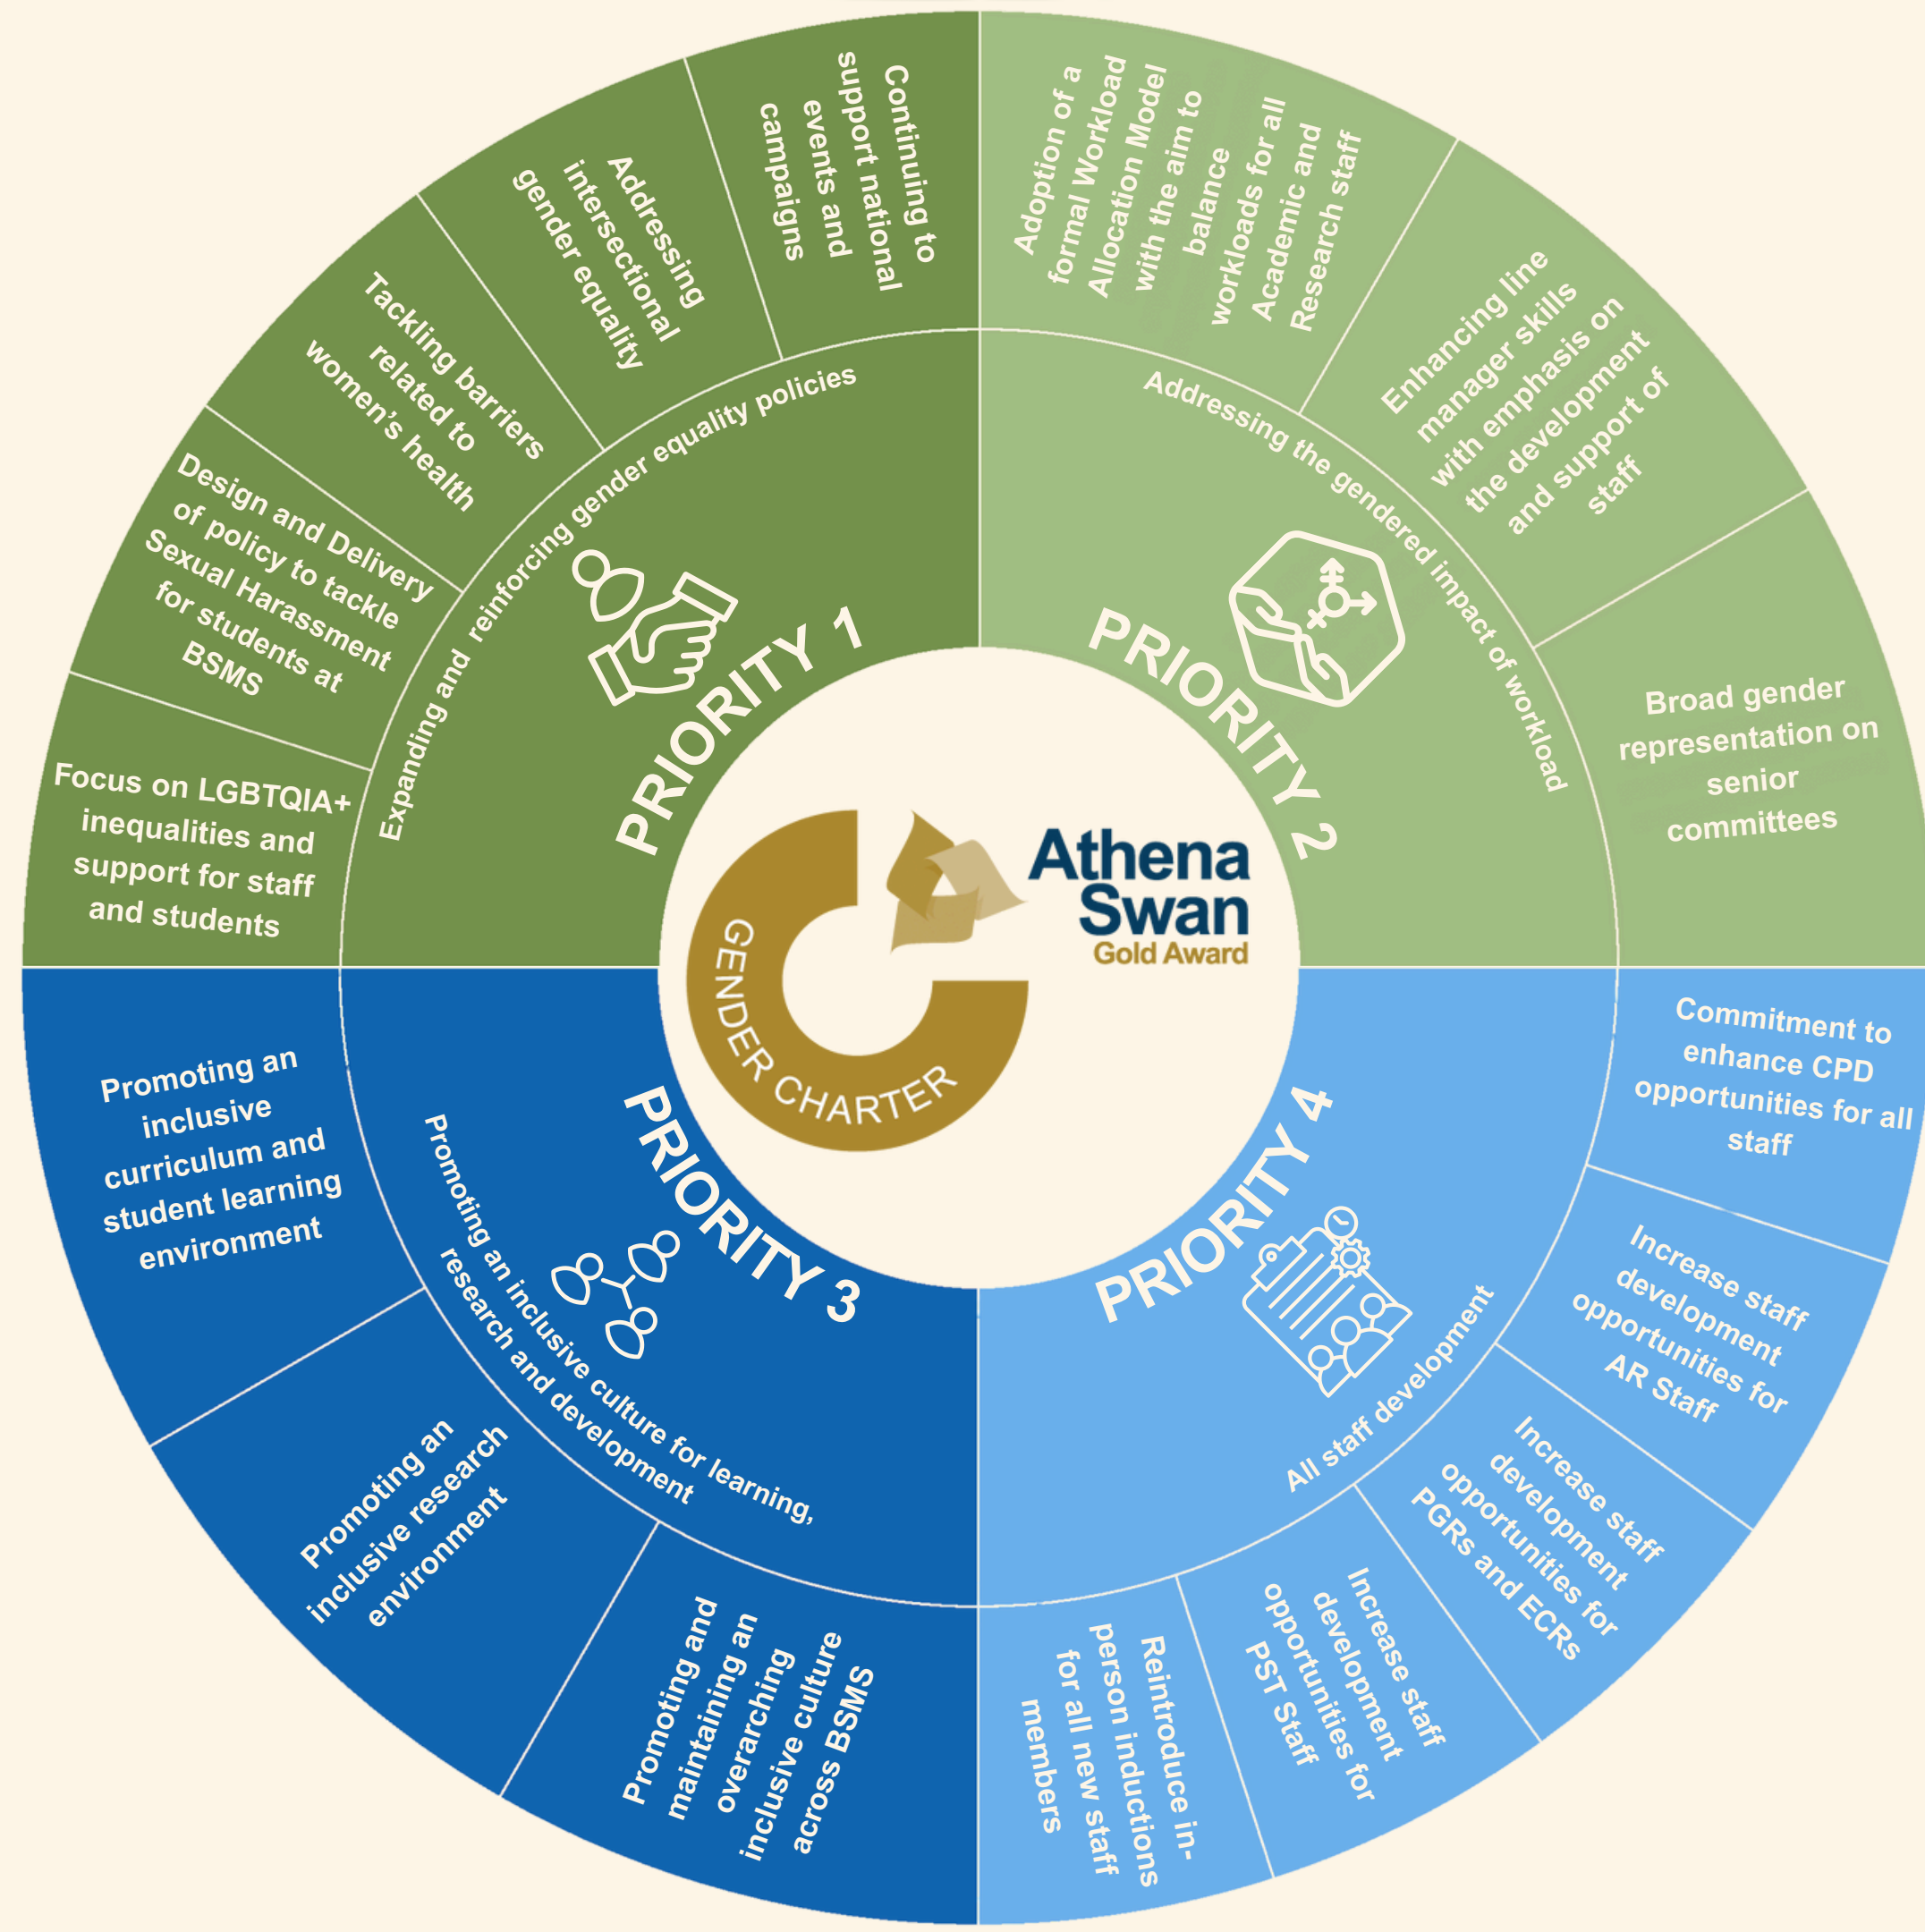 PRIORITY 1
Expanding and reinforcing gender equality policies
Focus on LGBTQIA+
inequalities and
support for staff
and students
Design and Delivery
of policy to tackle
Sexual Harassment
for students at
BSMS
Tackling barriers
related to
women's health
Addressing
intersectional
gender equality
Continuing to
support national
events and
campaigns
PRIORITY 2
Addressing the gendered impact of workload
Adoption of a
formal Workload
Allocation Model
with the aim to
balance
workloads for all
Academic and
Research staff
Enhancing line
manager skills
with emphasis on
the development
and support of
staff
Broad gender
representation on
senior
committees
Athena
Swan
Gold Award
GENDER CHARTER
PRIORITY 3
Promoting an inclusive culture for learning,
research and development
Promoting an
inclusive
curriculum and
student learning
environment
Promoting an
inclusive research
environment
Promoting and
maintaining an
overarching
inclusive culture
across BSMS
PRIORITY 4
All staff development
Commitment to
enhance CPD
opportunities for all
staff
Increase staff
development
opportunities for
AR Staff
Increase staff
development
opportunities for
PGRs and ECRs
Increase staff
development
opportunities for
PST Staff
Reintroduce in-
person inductions
for all new staff
members